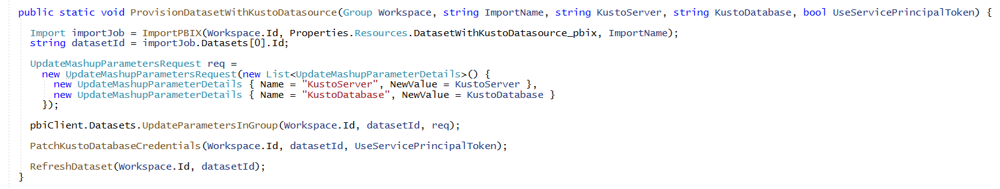 public static void ProvisionDatasetWithKustoDatasource(Group Workspace, string ImportName, string KustoServer, string KustoDatabase, bool UseServicePrincipalToken) {
Import importJob = ImportPBIX(Workspace.Id, Properties.Resources.DatasetWithKustoDatasource_pbix, ImportName);
string datasetId = importJob.Datasets[0].Id;
UpdateMashupParametersRequest req =
new UpdateMashupParametersRequest(new List<UpdateMashupParameterDetails>() {
new UpdateMashupParameterDetails { Name = "KustoServer", NewValue = KustoServer },
new UpdateMashupParameterDetails { Name = "KustoDatabase", NewValue = KustoDatabase }
});
pbiClient.Datasets.UpdateParametersInGroup(Workspace.Id, datasetId, req);
PatchKustoDatabaseCredentials(Workspace.Id, datasetId, UseServicePrincipalToken);
RefreshDataset(Workspace.Id, datasetId);
}